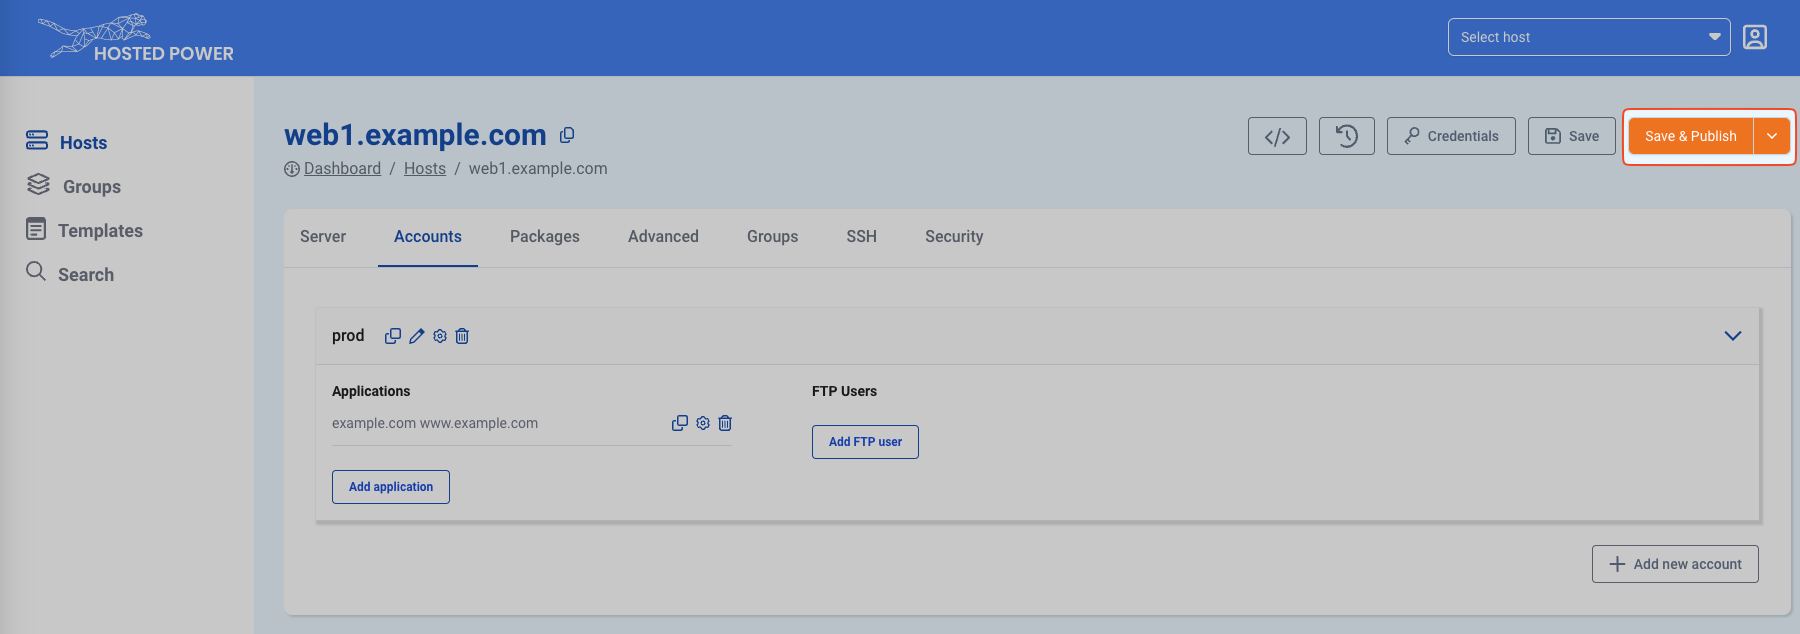 HOSTED POWER
Select host
Hosts
Groups
Templates
Search
web1.example.com
Dashboard / Hosts / web1.example.com
</>
Credentials
Save
Save & Publish
Server Accounts Packages Advanced Groups SSH Security
prod
Applications
example.com www.example.com
Add application
FTP Users
Add FTP user
Add new account